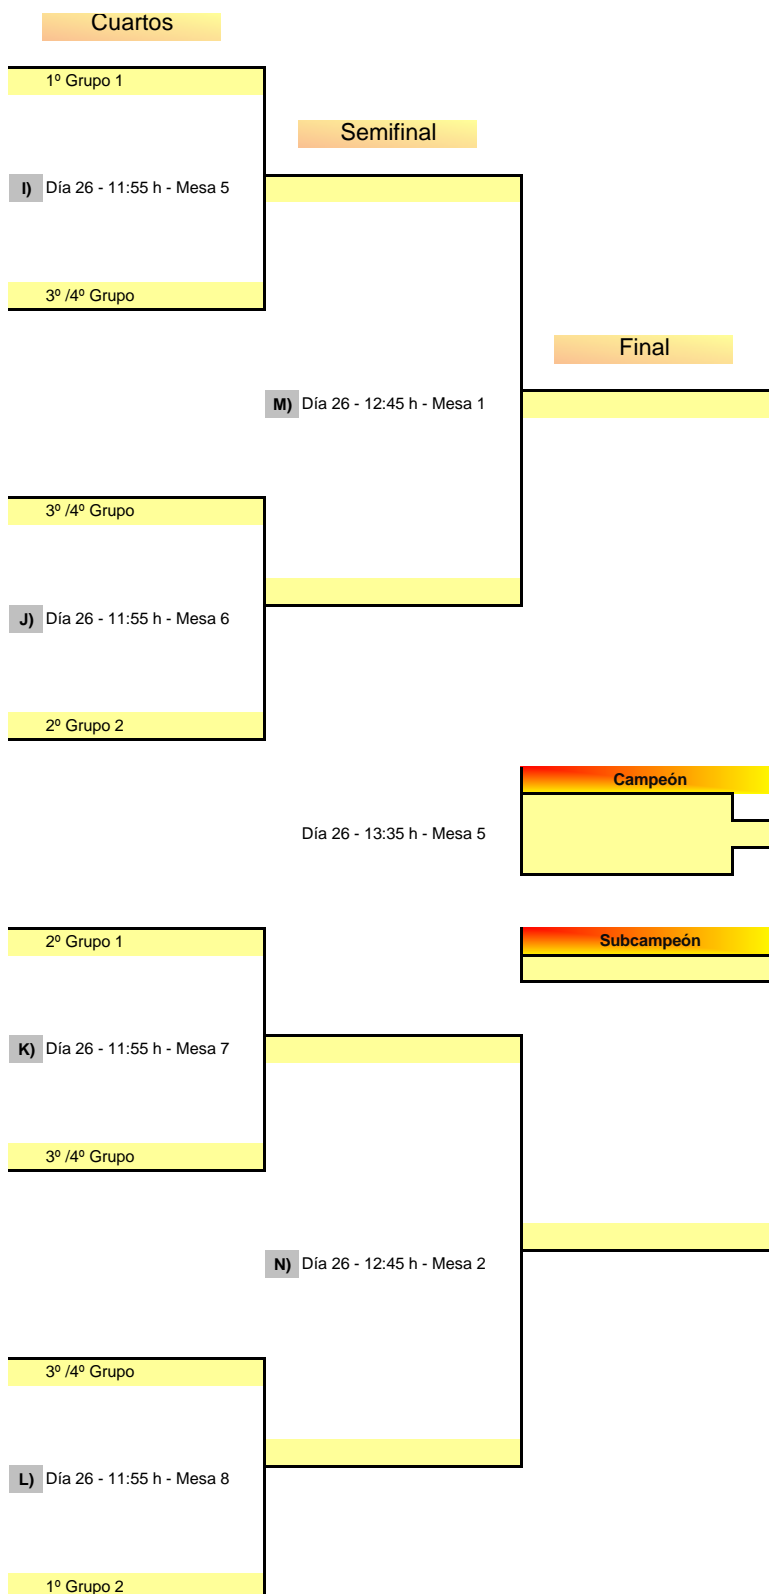 Cuartos
1º Grupo 1
Semifinal
I) Día 26 - 11:55 h - Mesa 5
3º /4º Grupo
Final
M) Día 26 - 12:45 h - Mesa 1
3º /4º Grupo
J) Día 26 - 11:55 h - Mesa 6
2º Grupo 2
Campeón
Día 26 - 13:35 h - Mesa 5
2º Grupo 1
Subcampeón
K) Día 26 - 11:55 h - Mesa 7
3º /4º Grupo
N) Día 26 - 12:45 h - Mesa 2
3º /4º Grupo
L) Día 26 - 11:55 h - Mesa 8
1º Grupo 2